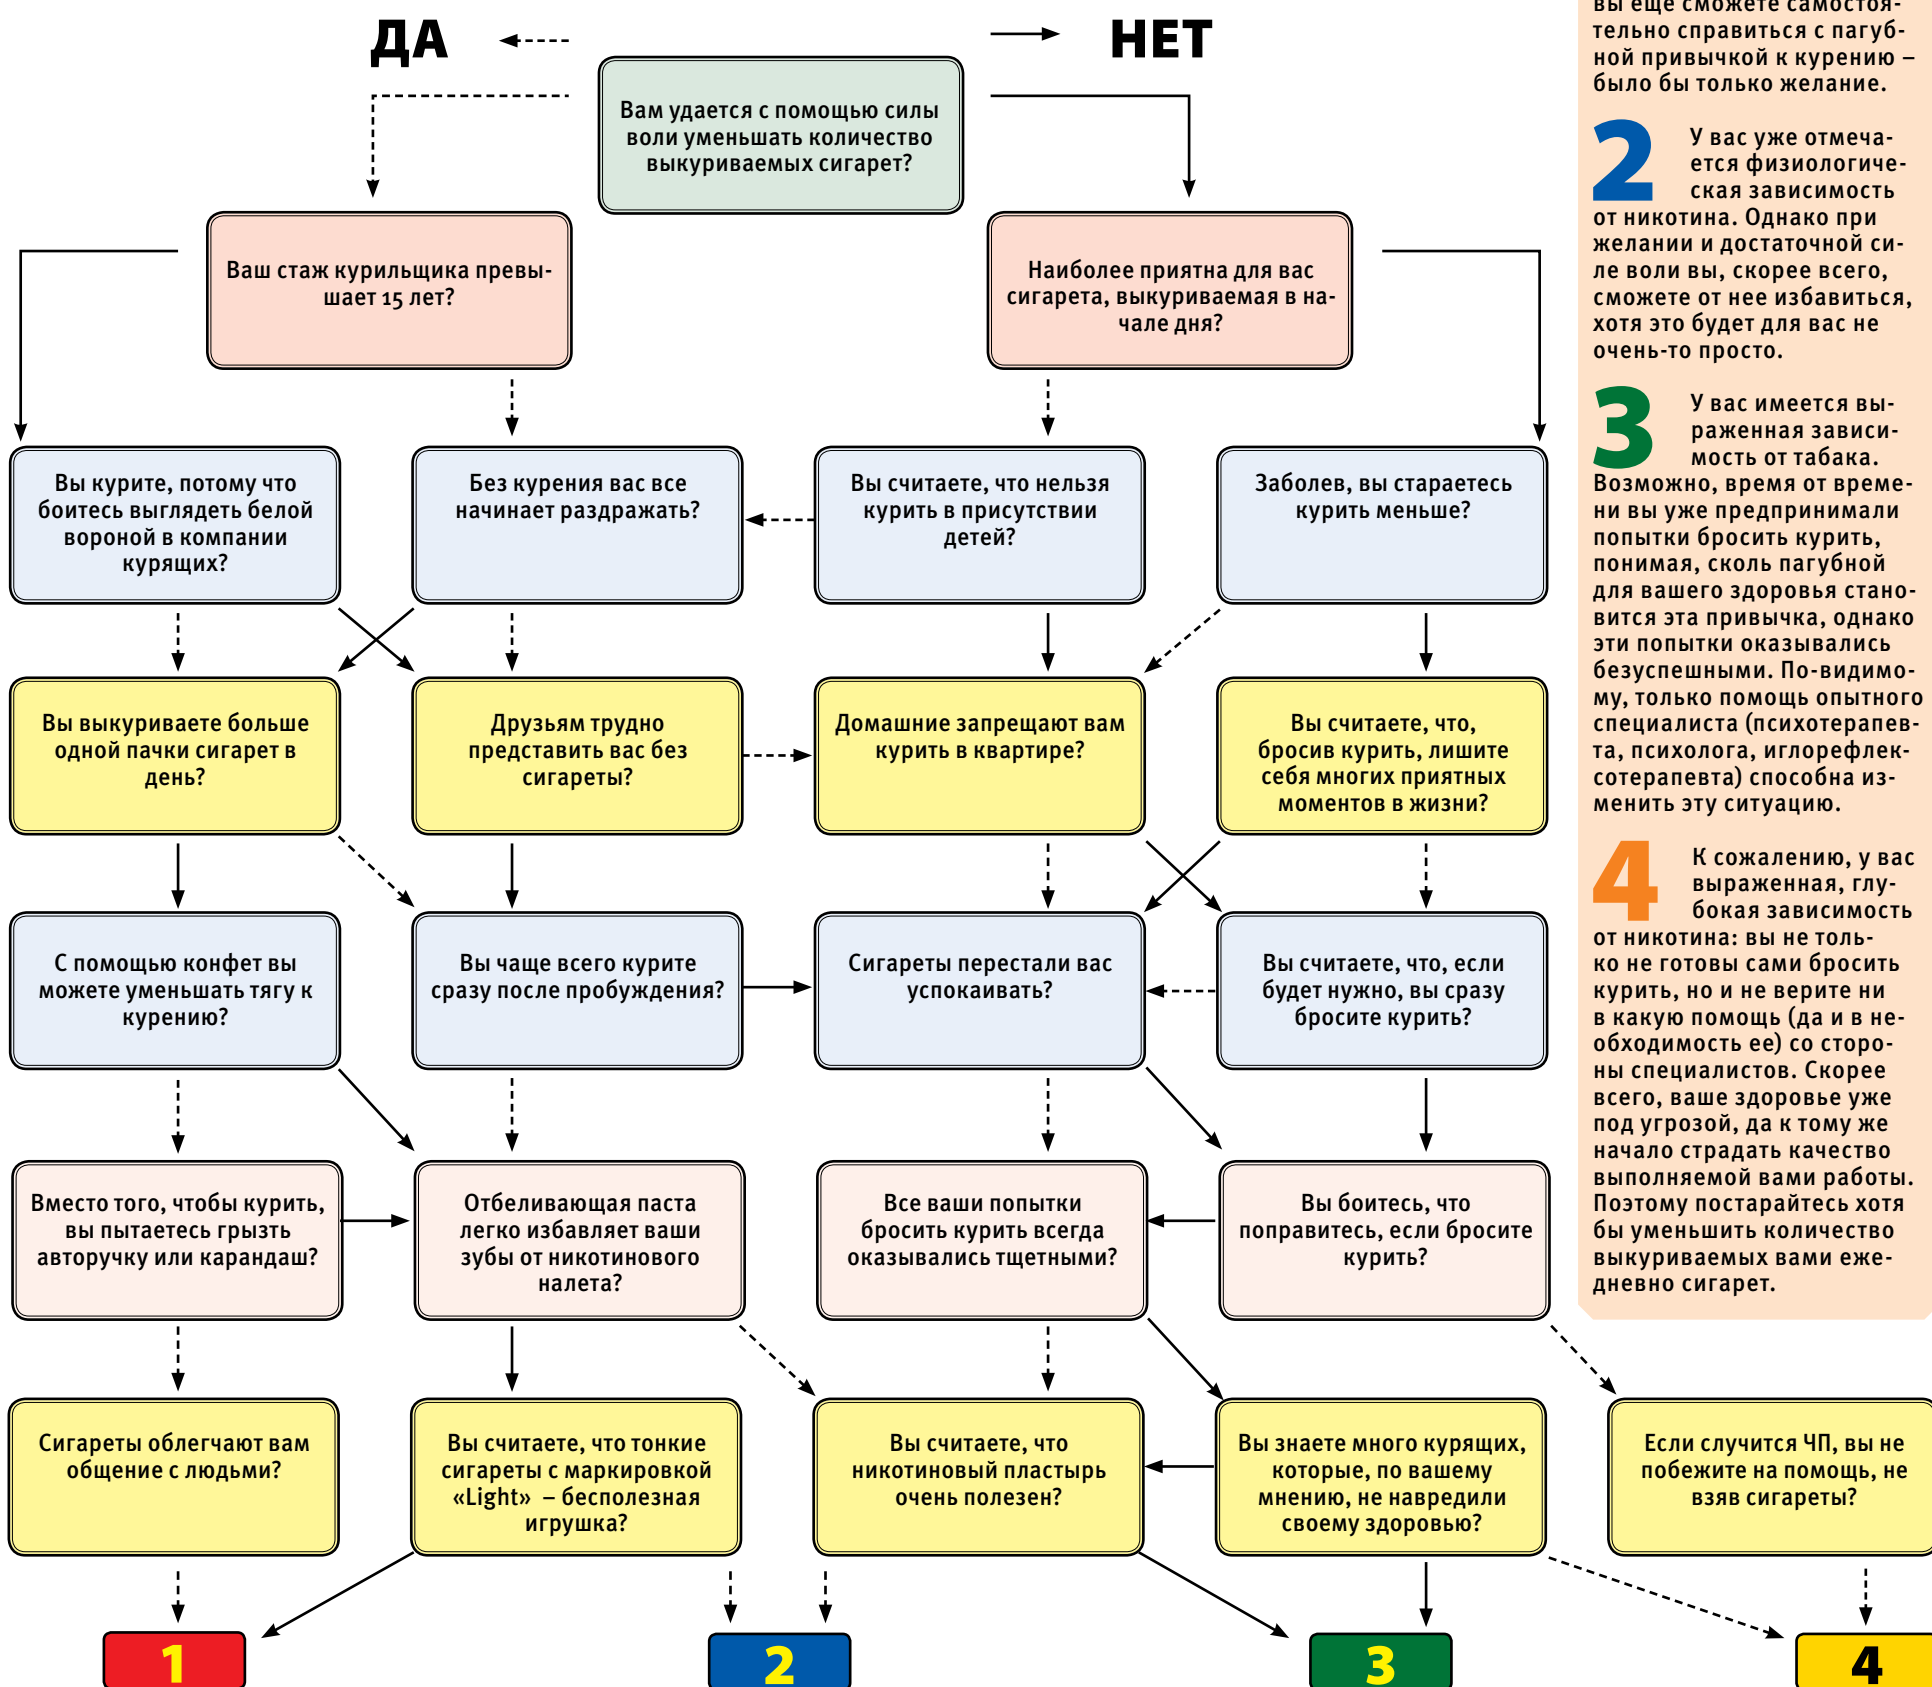 ДА
НЕТ
Вам удается с помощью силы
воли уменьшать количество
выкуриваемых сигарет?
Ваш стаж курильщика превы-
шает 15 лет?
Наиболее приятна для вас
сигарета, выкуриваемая в на-
чале дня?
Вы курите, потому что
боитесь выглядеть белой
вороной в компании
курящих?
Без курения вас все
начинает раздражать?
Вы считаете, что нельзя
курить в присутствии
детей?
Заболев, вы стараетесь
курить меньше?
Вы выкуриваете больше
одной пачки сигарет в
день?
Друзьям трудно
представить вас без
сигареты?
Домашние запрещают вам
курить в квартире?
Вы считаете, что,
бросив курить, лишите
себя многих приятных
моментов в жизни?
С помощью конфет вы
можете уменьшать тягу к
курению?
Вы чаще всего курите
сразу после пробуждения?
Сигареты перестали вас
успокаивать?
Вы считаете, что, если
будет нужно, вы сразу
бросите курить?
Вместо того, чтобы курить,
вы пытаетесь грызть
авторучку или карандаш?
Отбеливающая паста
легко избавляет ваши
зубы от никотинового
налета?
Все ваши попытки
бросить курить всегда
оказывались тщетными?
Вы боитесь, что
поправитесь, если бросите
курить?
Сигареты облегчают вам
общение с людьми?
Вы считаете, что тонкие
сигареты с маркировкой
«Light» – бесполезная
игрушка?
Вы считаете, что
никотиновый пластырь
очень полезен?
Вы знаете много курящих,
которые, по вашему
мнению, не навредили
своему здоровью?
Если случится ЧП, вы не
побежите на помощь, не
взяв сигареты?
1
2
3
4
вы еще сможете самостоя-
тельно справиться с пагуб-
ной привычкой к курению –
было бы только желание.
2 У вас уже отмеча-
ется физиологиче-
ская зависимость
от никотина. Однако при
желании и достаточной си-
ле воли вы, скорее всего,
сможете от нее избавиться,
хотя это будет для вас не
очень-то просто.
3 У вас имеется вы-
раженная зависи-
мость от табака.
Возможно, время от време-
ни вы уже предпринимали
попытки бросить курить,
понимая, сколь пагубной
для вашего здоровья стано-
вится эта привычка, однако
эти попытки оказывались
безуспешными. По-видимо-
му, только помощь опытного
специалиста (психотерапев-
та, психолога, иглорефлек-
сотерапевта) способна из-
менить эту ситуацию.
4 К сожалению, у вас
выраженная, глу-
бокая зависимость
от никотина: вы не толь-
ко не готовы сами бросить
курить, но и не верите ни
в какую помощь (да и в не-
обходимость ее) со сторо-
ны специалистов. Скорее
всего, ваше здоровье уже
под угрозой, да к тому же
начало страдать качество
выполняемой вами работы.
Поэтому постарайтесь хотя
бы уменьшить количество
выкуриваемых вами еже-
дневно сигарет.